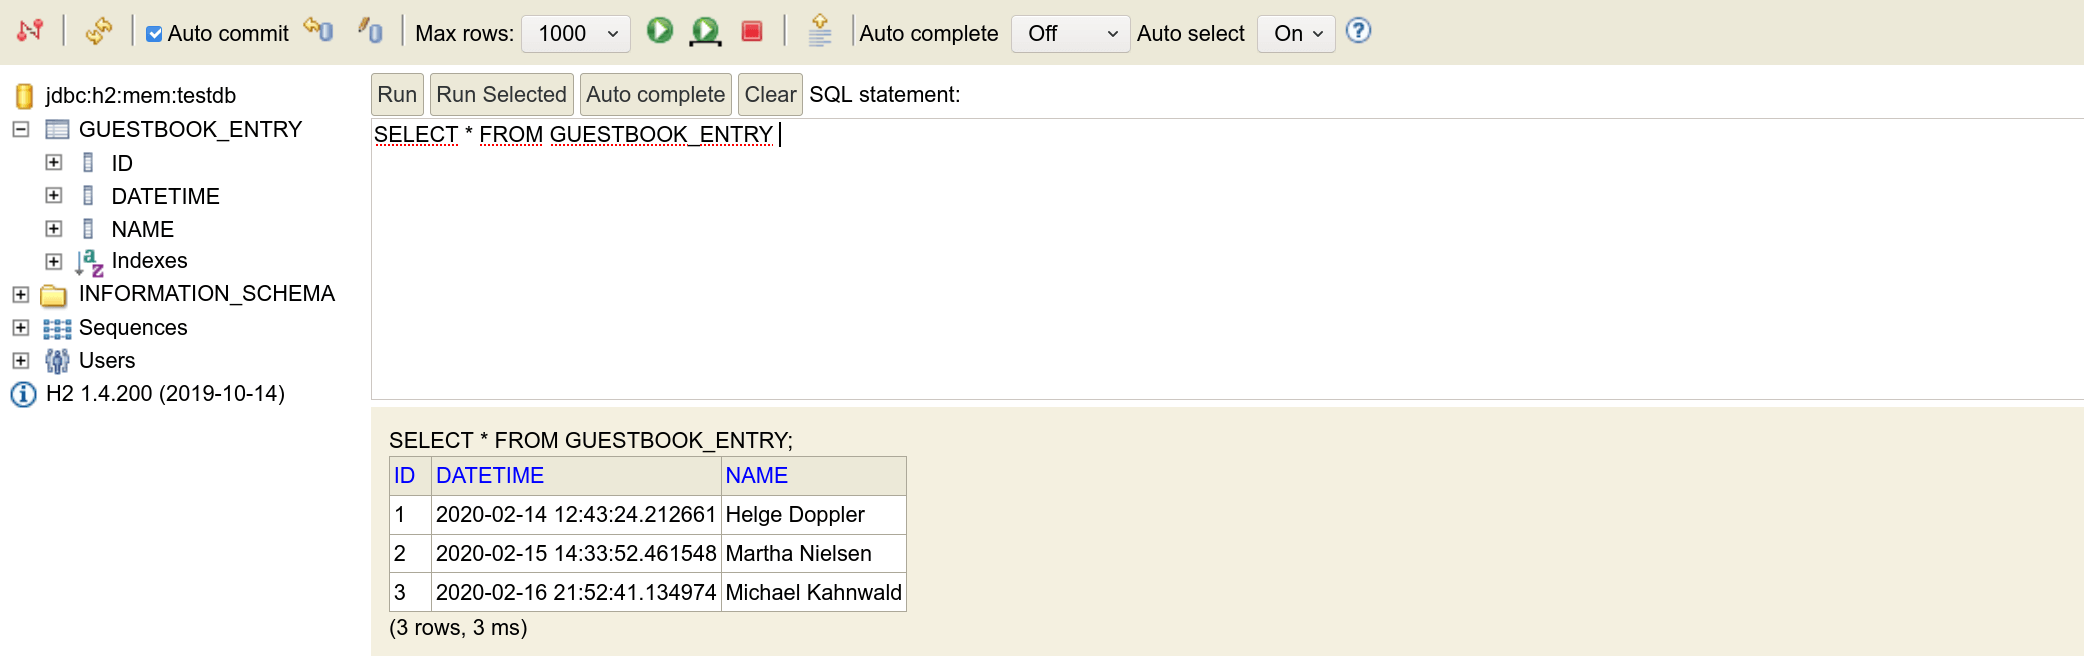 Auto commit Max rows: 1000 Auto complete Off Auto select On ?
jdbc:h2:mem:testdb
GUESTBOOK_ENTRY
ID
DATETIME
NAME
Indexes
INFORMATION_SCHEMA
Sequences
Users
H2 1.4.200 (2019-10-14)
Run Run Selected Auto complete Clear SQL statement:
SELECT * FROM GUESTBOOK_ENTRY
SELECT * FROM GUESTBOOK_ENTRY;
ID DATETIME NAME
1 2020-02-14 12:43:24.212661 Helge Doppler
2 2020-02-15 14:33:52.461548 Martha Nielsen
3 2020-02-16 21:52:41.134974 Michael Kahnwald
(3 rows, 3 ms)